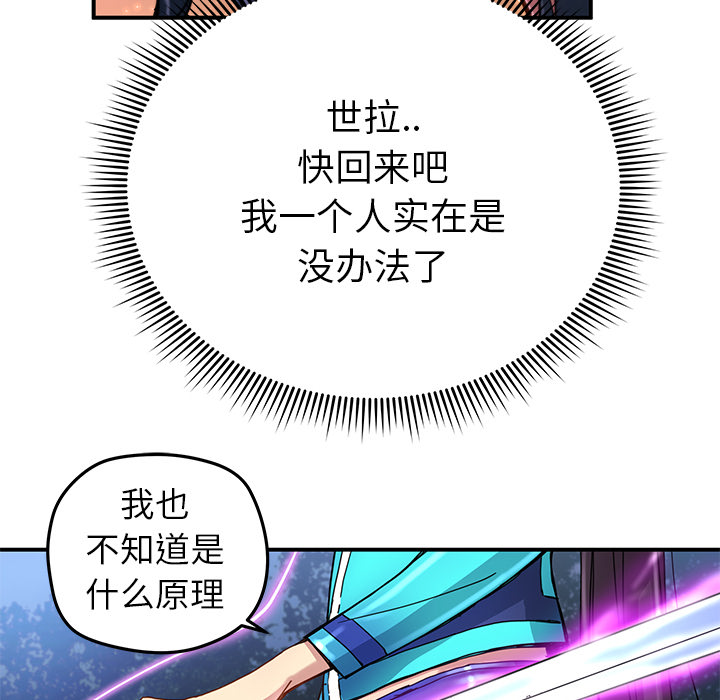 世拉..
快回来吧
我一个人实在是
没办法了
我也
不知道是
什么原理